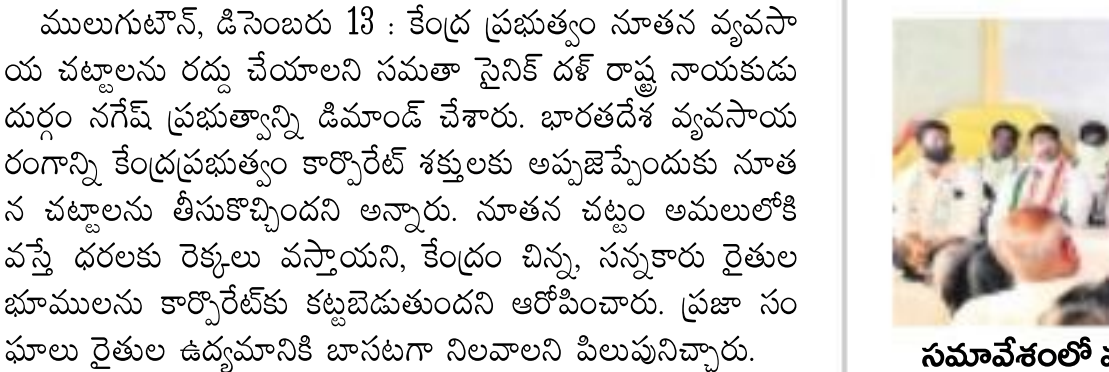 ములుగుటౌన్, డిసెంబరు 13 : కేంద్ర ప్రభుత్వం నూతన వ్యవసా
య చట్టాలను రద్దు చేయాలని సమతా సైనిక్ దళ్ రాష్ట్ర నాయకుడు
దుర్గం నగేష్ ప్రభుత్వాన్ని డిమాండ్ చేశారు. భారతదేశ వ్యవసాయ
రంగాన్ని కేంద్రప్రభుత్వం కార్పొరేట్ శక్తులకు అప్పజెప్పేందుకు నూత
న చట్టాలను తీసుకొచ్చిందని అన్నారు. నూతన చట్టం అమలులోకి
వస్తే ధరలకు రెక్కలు వస్తాయని, కేంద్రం చిన్న, సన్నకారు రైతుల
భూములను కార్పొరేట్‌కు కట్టబెడుతుందని ఆరోపించారు. ప్రజా సం
ఘాలు రైతుల ఉద్యమానికి బాసటగా నిలవాలని పిలుపునిచ్చారు.
సమావేశంలో